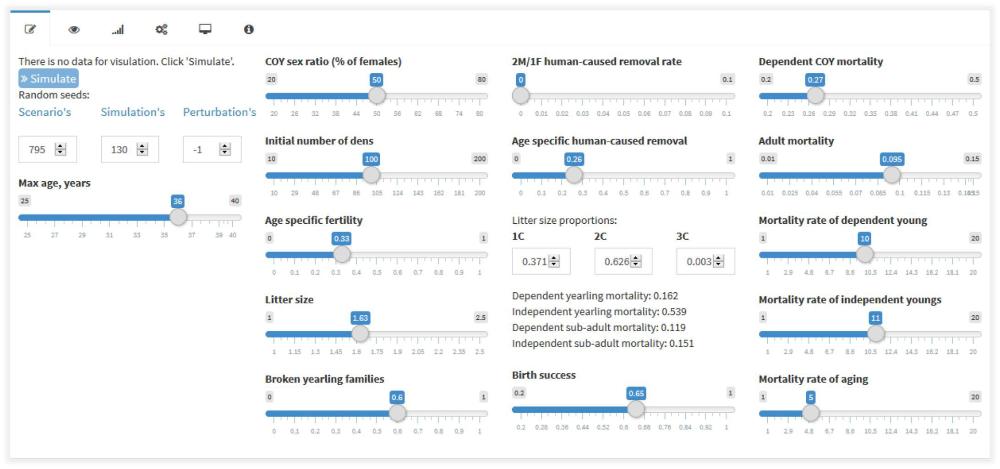 There is no data for visulation. Click 'Simulate'.
» Simulate
Random seeds:
Scenario's Simulation's Perturbation's
795 130 -1
Max age, years
25 36 40
25 27 29 31 33 35 37 39 40
COY sex ratio (% of females)
20 50 80
20 26 32 38 44 50 56 62 68 74 80
Initial number of dens
10 100 200
10 29 48 67 86 105 124 143 162 181 200
Age specific fertility
0 0.33 1
0 0.1 0.2 0.3 0.4 0.5 0.6 0.7 0.8 0.9 1
Litter size
1 1.63 2.5
1 1.15 1.3 1.45 1.6 1.75 1.9 2.05 2.2 2.35 2.5
Broken yearling families
0 0.6 1
0 0.1 0.2 0.3 0.4 0.5 0.6 0.7 0.8 0.9 1
2M/1F human-caused removal rate
0 0.1
0 0.01 0.02 0.03 0.04 0.05 0.06 0.07 0.08 0.09 0.1
Age specific human-caused removal
0 0.26 1
0 0.1 0.2 0.3 0.4 0.5 0.6 0.7 0.8 0.9 1
Litter size proportions:
1C 2C 3C
0.371 0.626 0.003
Dependent yearling mortality: 0.162
Independent yearling mortality: 0.539
Dependent sub-adult mortality: 0.119
Independent sub-adult mortality: 0.151
Birth success
0.2 0.65 1
0.2 0.28 0.36 0.44 0.52 0.6 0.68 0.76 0.84 0.92 1
Dependent COY mortality
0.2 0.27 0.5
0.2 0.23 0.26 0.29 0.32 0.35 0.38 0.41 0.44 0.47 0.5
Adult mortality
0.01 0.095 0.15
0.01 0.025 0.04 0.055 0.07 0.085 0.1 0.115 0.13
Mortality rate of dependent young
1 10 20
1 2.9 4.8 6.7 8.6 10.5 12.4 14.3 16.2 18.1 20
Mortality rate of independent youngs
1 11 20
1 2.9 4.8 6.7 8.6 10.5 12.4 14.3 16.2 18.1 20
Mortality rate of aging
1 5 20
1 2.9 4.8 6.7 8.6 10.5 12.4 14.3 16.2 18.1 20